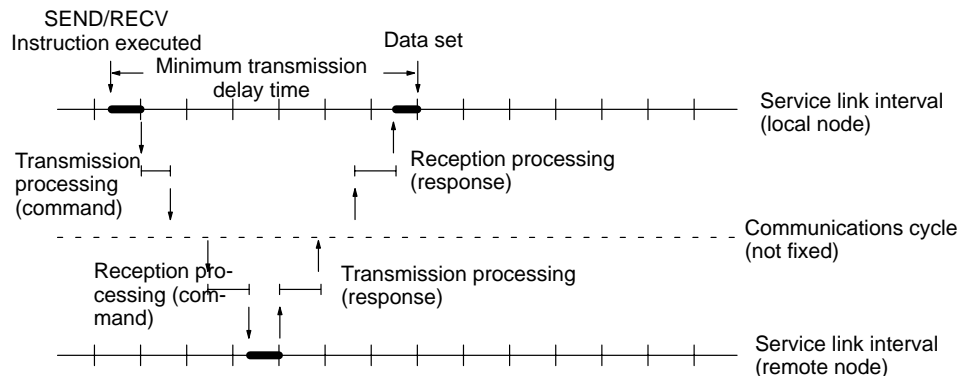 SEND/RECV
Instruction executed
Data set
Minimum transmission
delay time
Service link interval
(local node)
Transmission
processing
(command)
Reception processing
(response)
Communications cycle
(not fixed)
Reception pro-
cessing (com-
mand)
Transmission processing
(response)
Service link interval
(remote node)